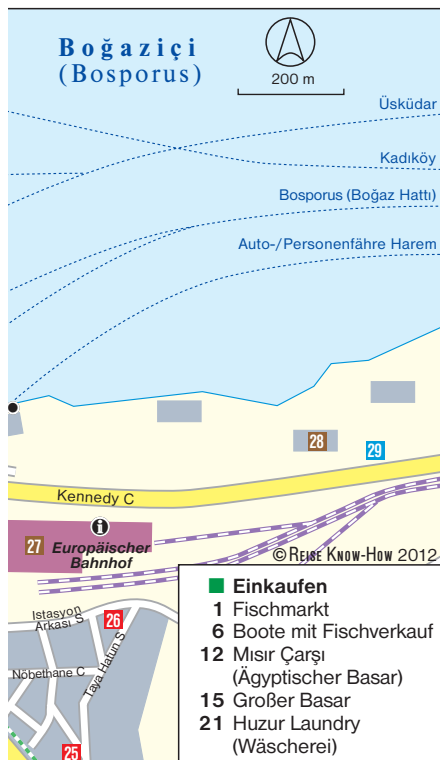 Boğaziçi
(Bosporus)
200 m
Üsküdar
Kadıköy
Bosporus (Boğaz Hattı)
Auto-/Personenfähre Harem
28
29
Kennedy C
27
Europäischer
Bahnhof
© REISE KNOW-HOW 2012
Istasyon
Arkası S
26
Taya Hatun S
Nöbethane C
25
Einkaufen
1 Fischmarkt
6 Boote mit Fischverkauf
12 Mısır Çarşı
(Ägyptischer Basar)
15 Großer Basar
21 Huzur Laundry
(Wäscherei)